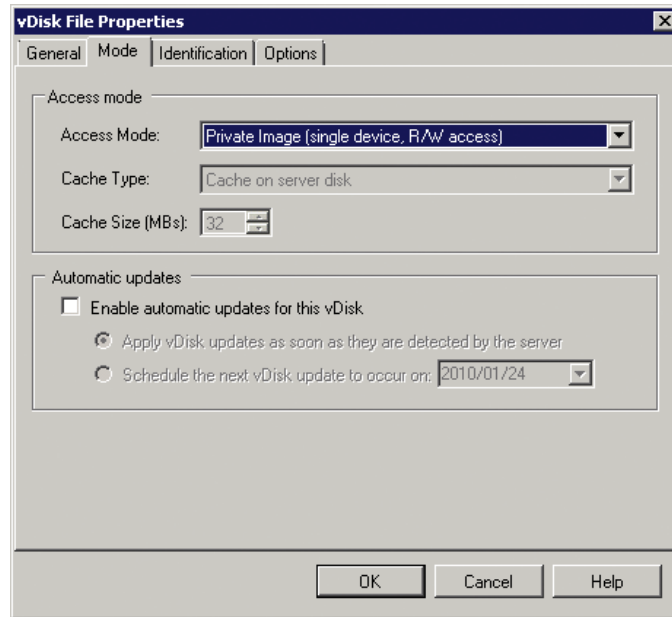 vDisk File Properties
General Mode Identification Options
Access mode
Access Mode: Private Image (single device, R/W access)
Cache Type: Cache on server disk
Cache Size (MBs): 32
Automatic updates
Enable automatic updates for this vDisk
Apply vDisk updates as soon as they are detected by the server
Schedule the next vDisk update to occur on: 2010/01/24
OK Cancel Help